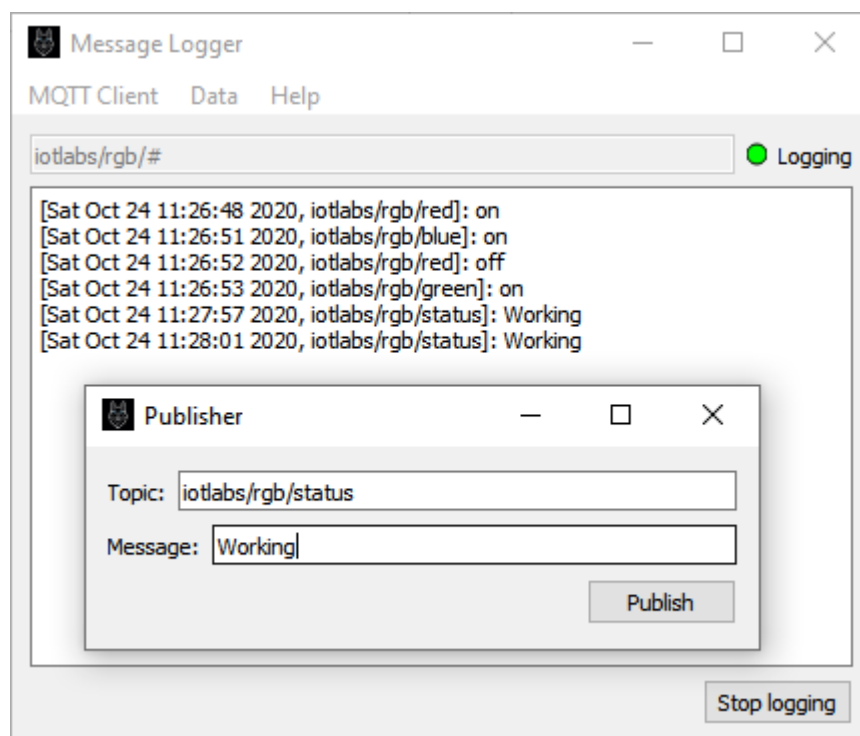 Message Logger
MQTT Client Data Help
iotlabs/rgb/#
Logging
[Sat Oct 24 11:26:48 2020, iotlabs/rgb/red]: on
[Sat Oct 24 11:26:51 2020, iotlabs/rgb/blue]: on
[Sat Oct 24 11:26:52 2020, iotlabs/rgb/red]: off
[Sat Oct 24 11:26:53 2020, iotlabs/rgb/green]: on
[Sat Oct 24 11:27:57 2020, iotlabs/rgb/status]: Working
[Sat Oct 24 11:28:01 2020, iotlabs/rgb/status]: Working
Publisher
Topic: iotlabs/rgb/status
Message: Working
Publish
Stop logging